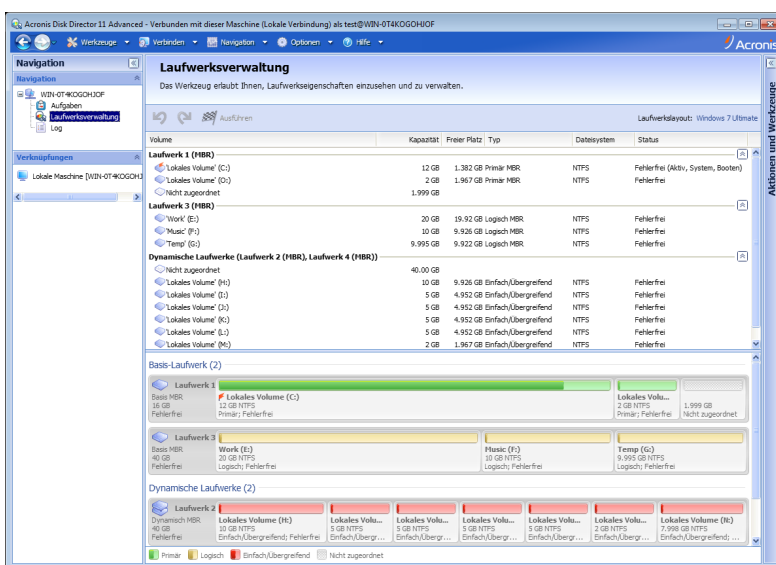 Acronis Disk Director 11 Advanced - Verbunden mit dieser Maschine (Lokale Verbindung) als test@WIN-0T4KOGOHJOF
Werkzeuge Verbinden Navigation Optionen Hilfe Acronis
Navigation
Navigation
WIN-0T4KOGOHJOF
Aufgaben
Laufwerksverwaltung
Log
Verknüpfungen
Lokale Maschine [WIN-0T4KOGOHJ
Laufwerksverwaltung
Das Werkzeug erlaubt Ihnen, Laufwerkseigenschaften einzusehen und zu verwalten.
Ausführen Laufwerkslayout: Windows 7 Ultimate
Volume Kapazität Freier Platz Typ Dateisystem Status
Laufwerk 1 (MBR)
'Lokales Volume' (C:) 12 GB 1.382 GB Primär MBR NTFS Fehlerfrei (Aktiv, System, Booten)
'Lokales Volume' (O:) 2 GB 1.967 GB Primär MBR NTFS Fehlerfrei
Nicht zugeordnet 1.999 GB
Laufwerk 3 (MBR)
'Work' (E:) 20 GB 19.92 GB Logisch MBR NTFS Fehlerfrei
'Music' (F:) 10 GB 9.926 GB Logisch MBR NTFS Fehlerfrei
'Temp' (G:) 9.995 GB 9.922 GB Logisch MBR NTFS Fehlerfrei
Dynamische Laufwerke (Laufwerk 2 (MBR), Laufwerk 4 (MBR))
Nicht zugeordnet 40.00 GB
'Lokales Volume' (H:) 10 GB 9.926 GB Einfach/Übergreifend NTFS Fehlerfrei
'Lokales Volume' (I:) 5 GB 4.952 GB Einfach/Übergreifend NTFS Fehlerfrei
'Lokales Volume' (J:) 5 GB 4.952 GB Einfach/Übergreifend NTFS Fehlerfrei
'Lokales Volume' (K:) 5 GB 4.952 GB Einfach/Übergreifend NTFS Fehlerfrei
'Lokales Volume' (L:) 5 GB 4.952 GB Einfach/Übergreifend NTFS Fehlerfrei
'Lokales Volume' (M:) 2 GB 1.967 GB Einfach/Übergreifend NTFS Fehlerfrei
Basis-Laufwerk (2)
Laufwerk 1
Basis MBR Lokales Volume (C:) Lokales Volu...
16 GB 12 GB NTFS 2 GB NTFS 1.999 GB
Fehlerfrei Primär; Fehlerfrei Primär; Fehlerfrei Nicht zugeordnet
Laufwerk 3
Basis MBR Work (E:) Music (F:) Temp (G:)
40 GB 20 GB NTFS 10 GB NTFS 9.995 GB NTFS
Fehlerfrei Logisch; Fehlerfrei Logisch; Fehlerfrei Logisch; Fehlerfrei
Dynamische Laufwerke (2)
Laufwerk 2
Dynamisch MBR Lokales Volume (H:) Lokales Volu... Lokales Volu... Lokales Volu... Lokales Volu... Lokales Volu... Lokales Volume (N:)
40 GB 10 GB NTFS 5 GB NTFS 5 GB NTFS 5 GB NTFS 5 GB NTFS 2 GB NTFS 7.998 GB NTFS
Fehlerfrei Einfach/Übergreifend; Fehlerfrei Einfach/Übergr... Einfach/Übergr... Einfach/Übergr... Einfach/Übergr... Einfach/Übergr... Einfach/Übergreifend; ...
Primär Logisch Einfach/Übergreifend Nicht zugeordnet
Aktionen und Werkzeuge